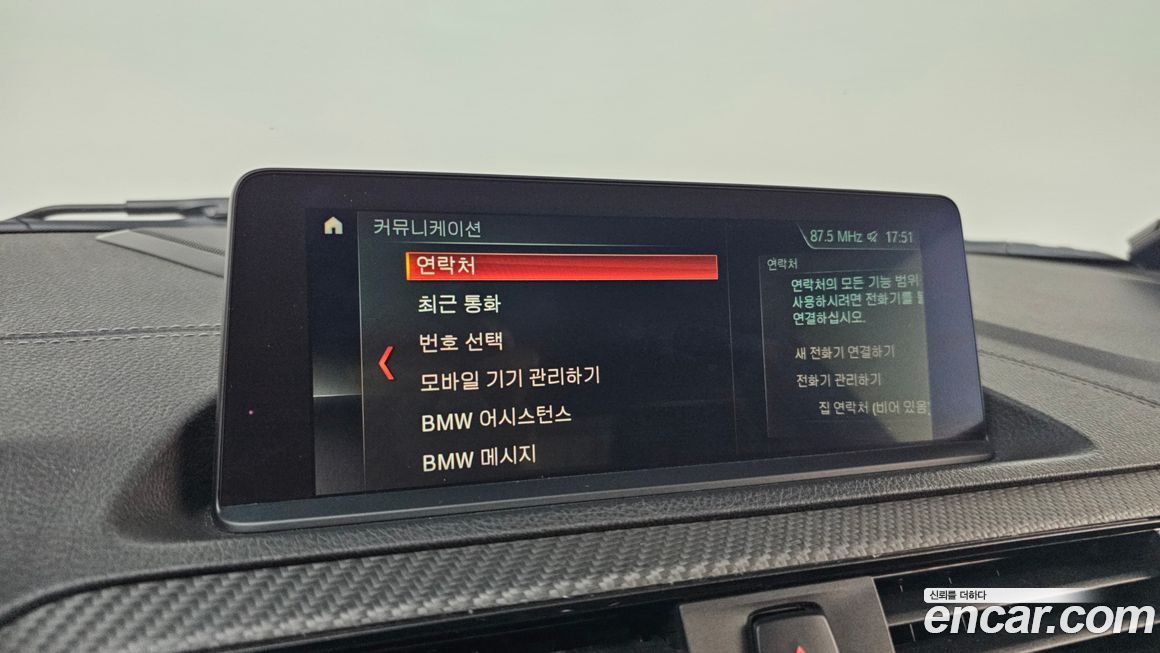 커뮤니케이션
87.5 MHz 17:51
연락처
최근 통화
번호 선택
모바일 기기 관리하기
BMW 어시스턴스
BMW 메시지
연락처
연락처의 모든 기능 범위
사용하시려면 전화기를
연결하십시오.
새 전화기 연결하기
전화기 관리하기
집 연락처 (비어 있음)
신뢰를 더하다
encar.com